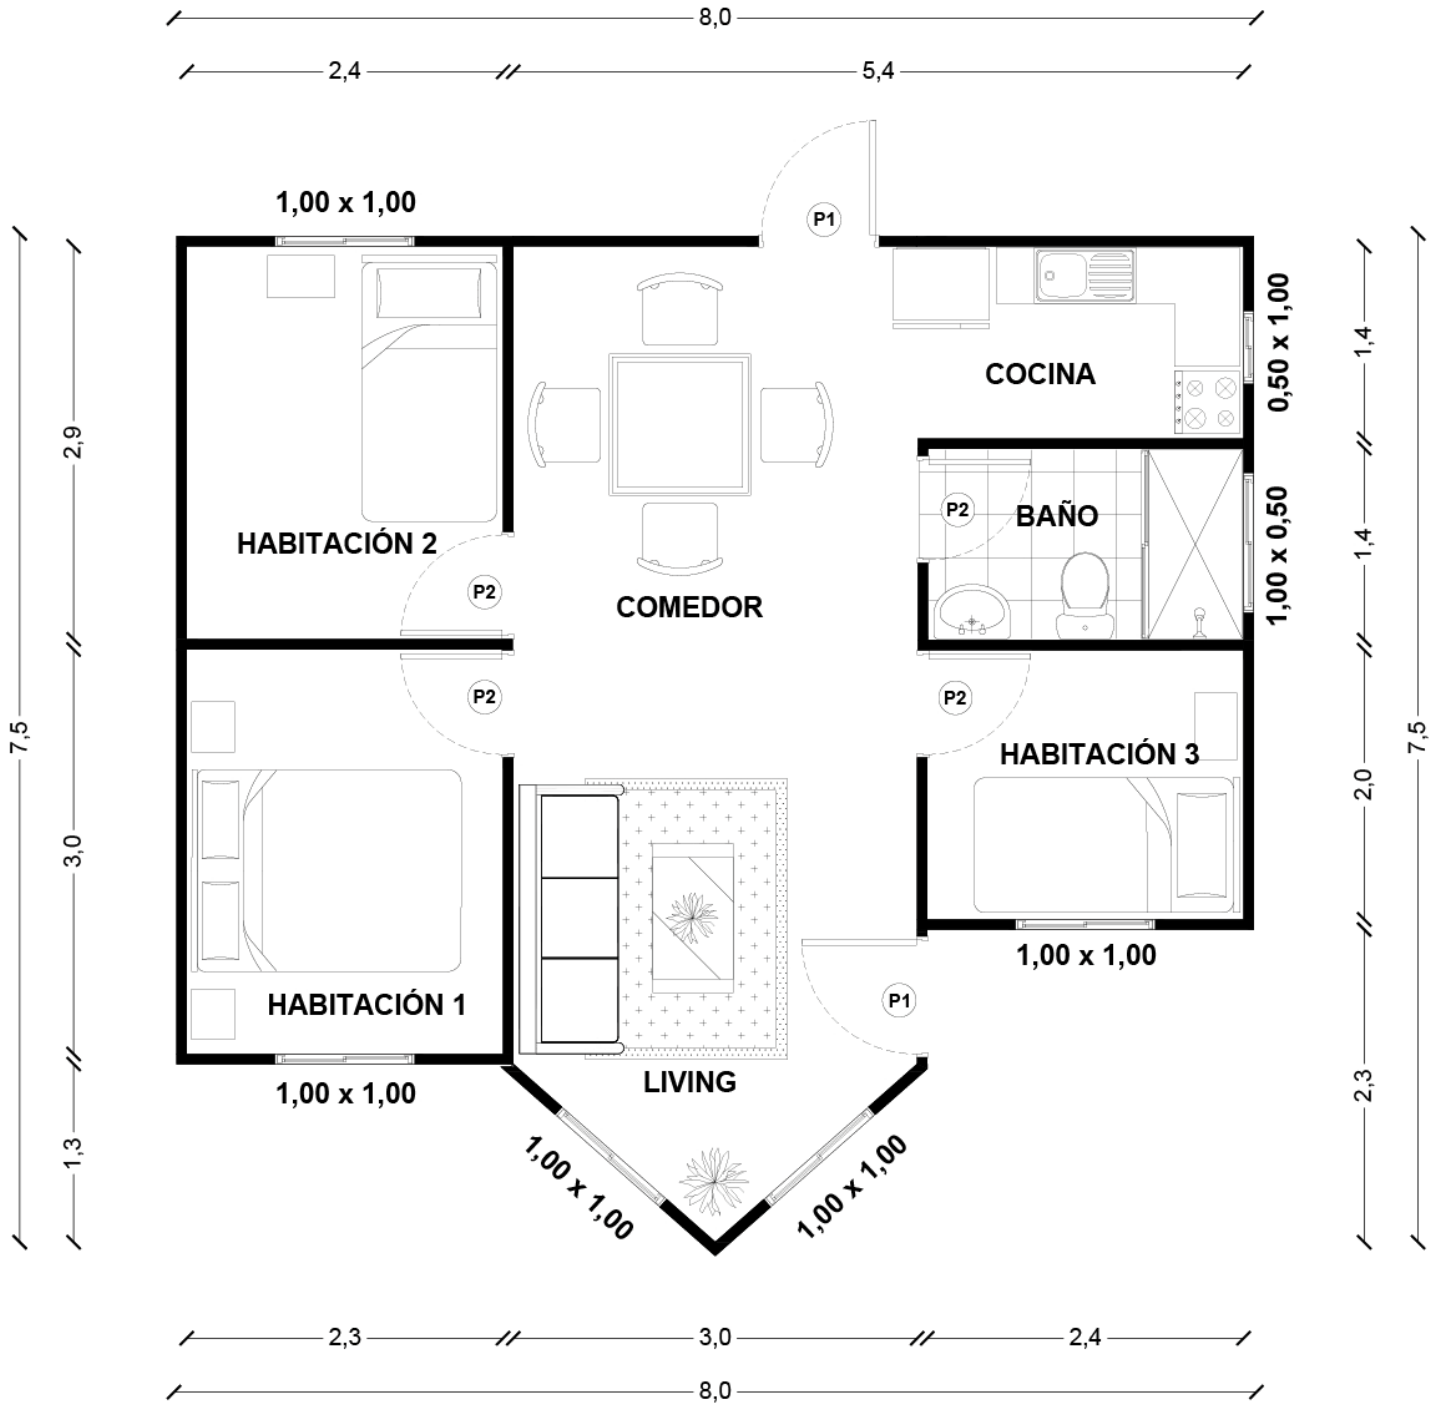 8,0
2,4
5,4
1,00 x 1,00
P1
0,50 x 1,00
1,4
COCINA
2,9
P2
BAÑO
1,00 x 0,50
1,4
HABITACIÓN 2
P2
COMEDOR
P2
P2
7,5
7,5
HABITACIÓN 3
2,0
3,0
1,00 x 1,00
HABITACIÓN 1
P1
LIVING
1,00 x 1,00
2,3
1,3
1,00 x 1,00
1,00 x 1,00
2,3
3,0
2,4
8,0